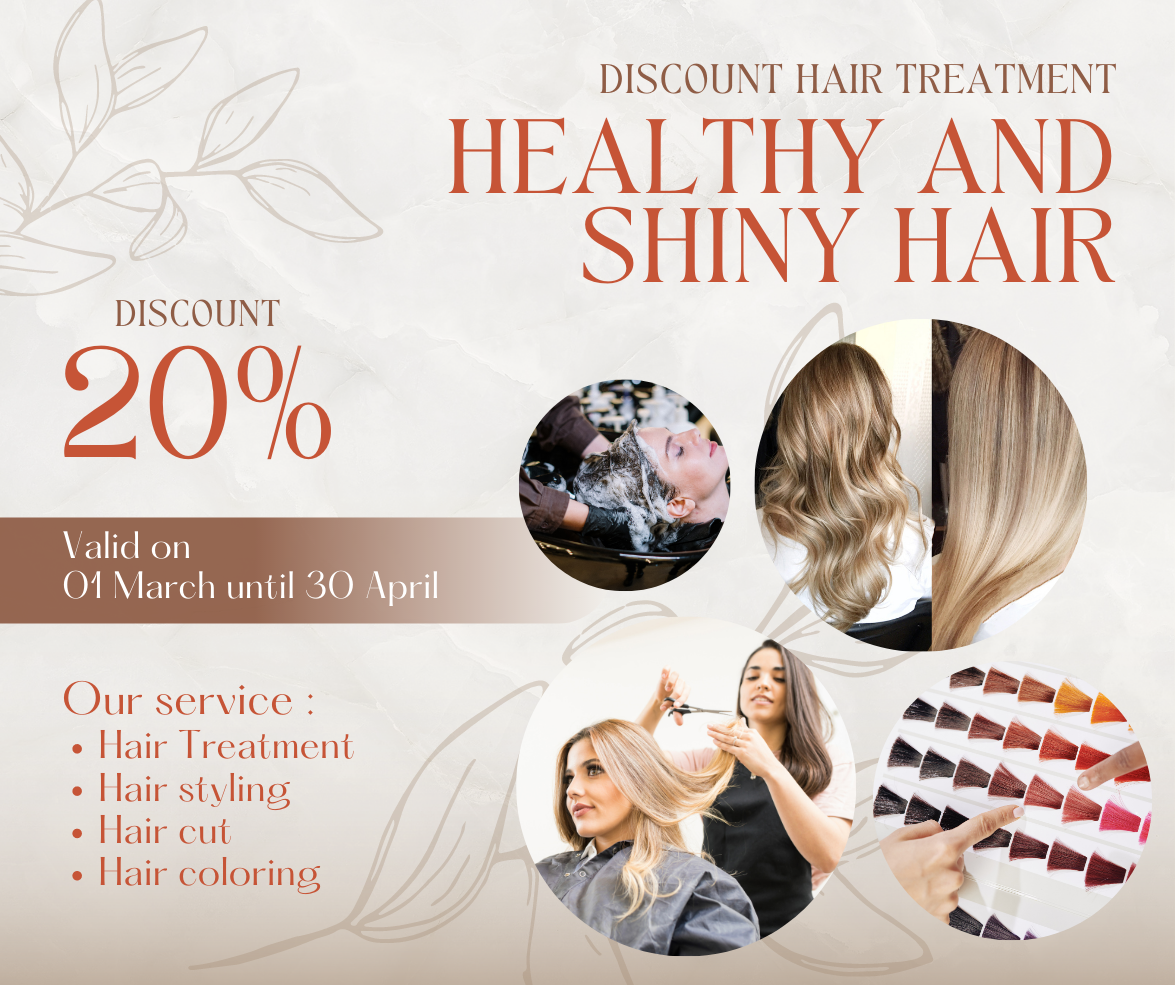 DISCOUNT HAIR TREATMENT
HEALTHY AND
SHINY HAIR
DISCOUNT
20%
Valid on
01 March until 30 April
Our service :
• Hair Treatment
• Hair styling
• Hair cut
• Hair coloring